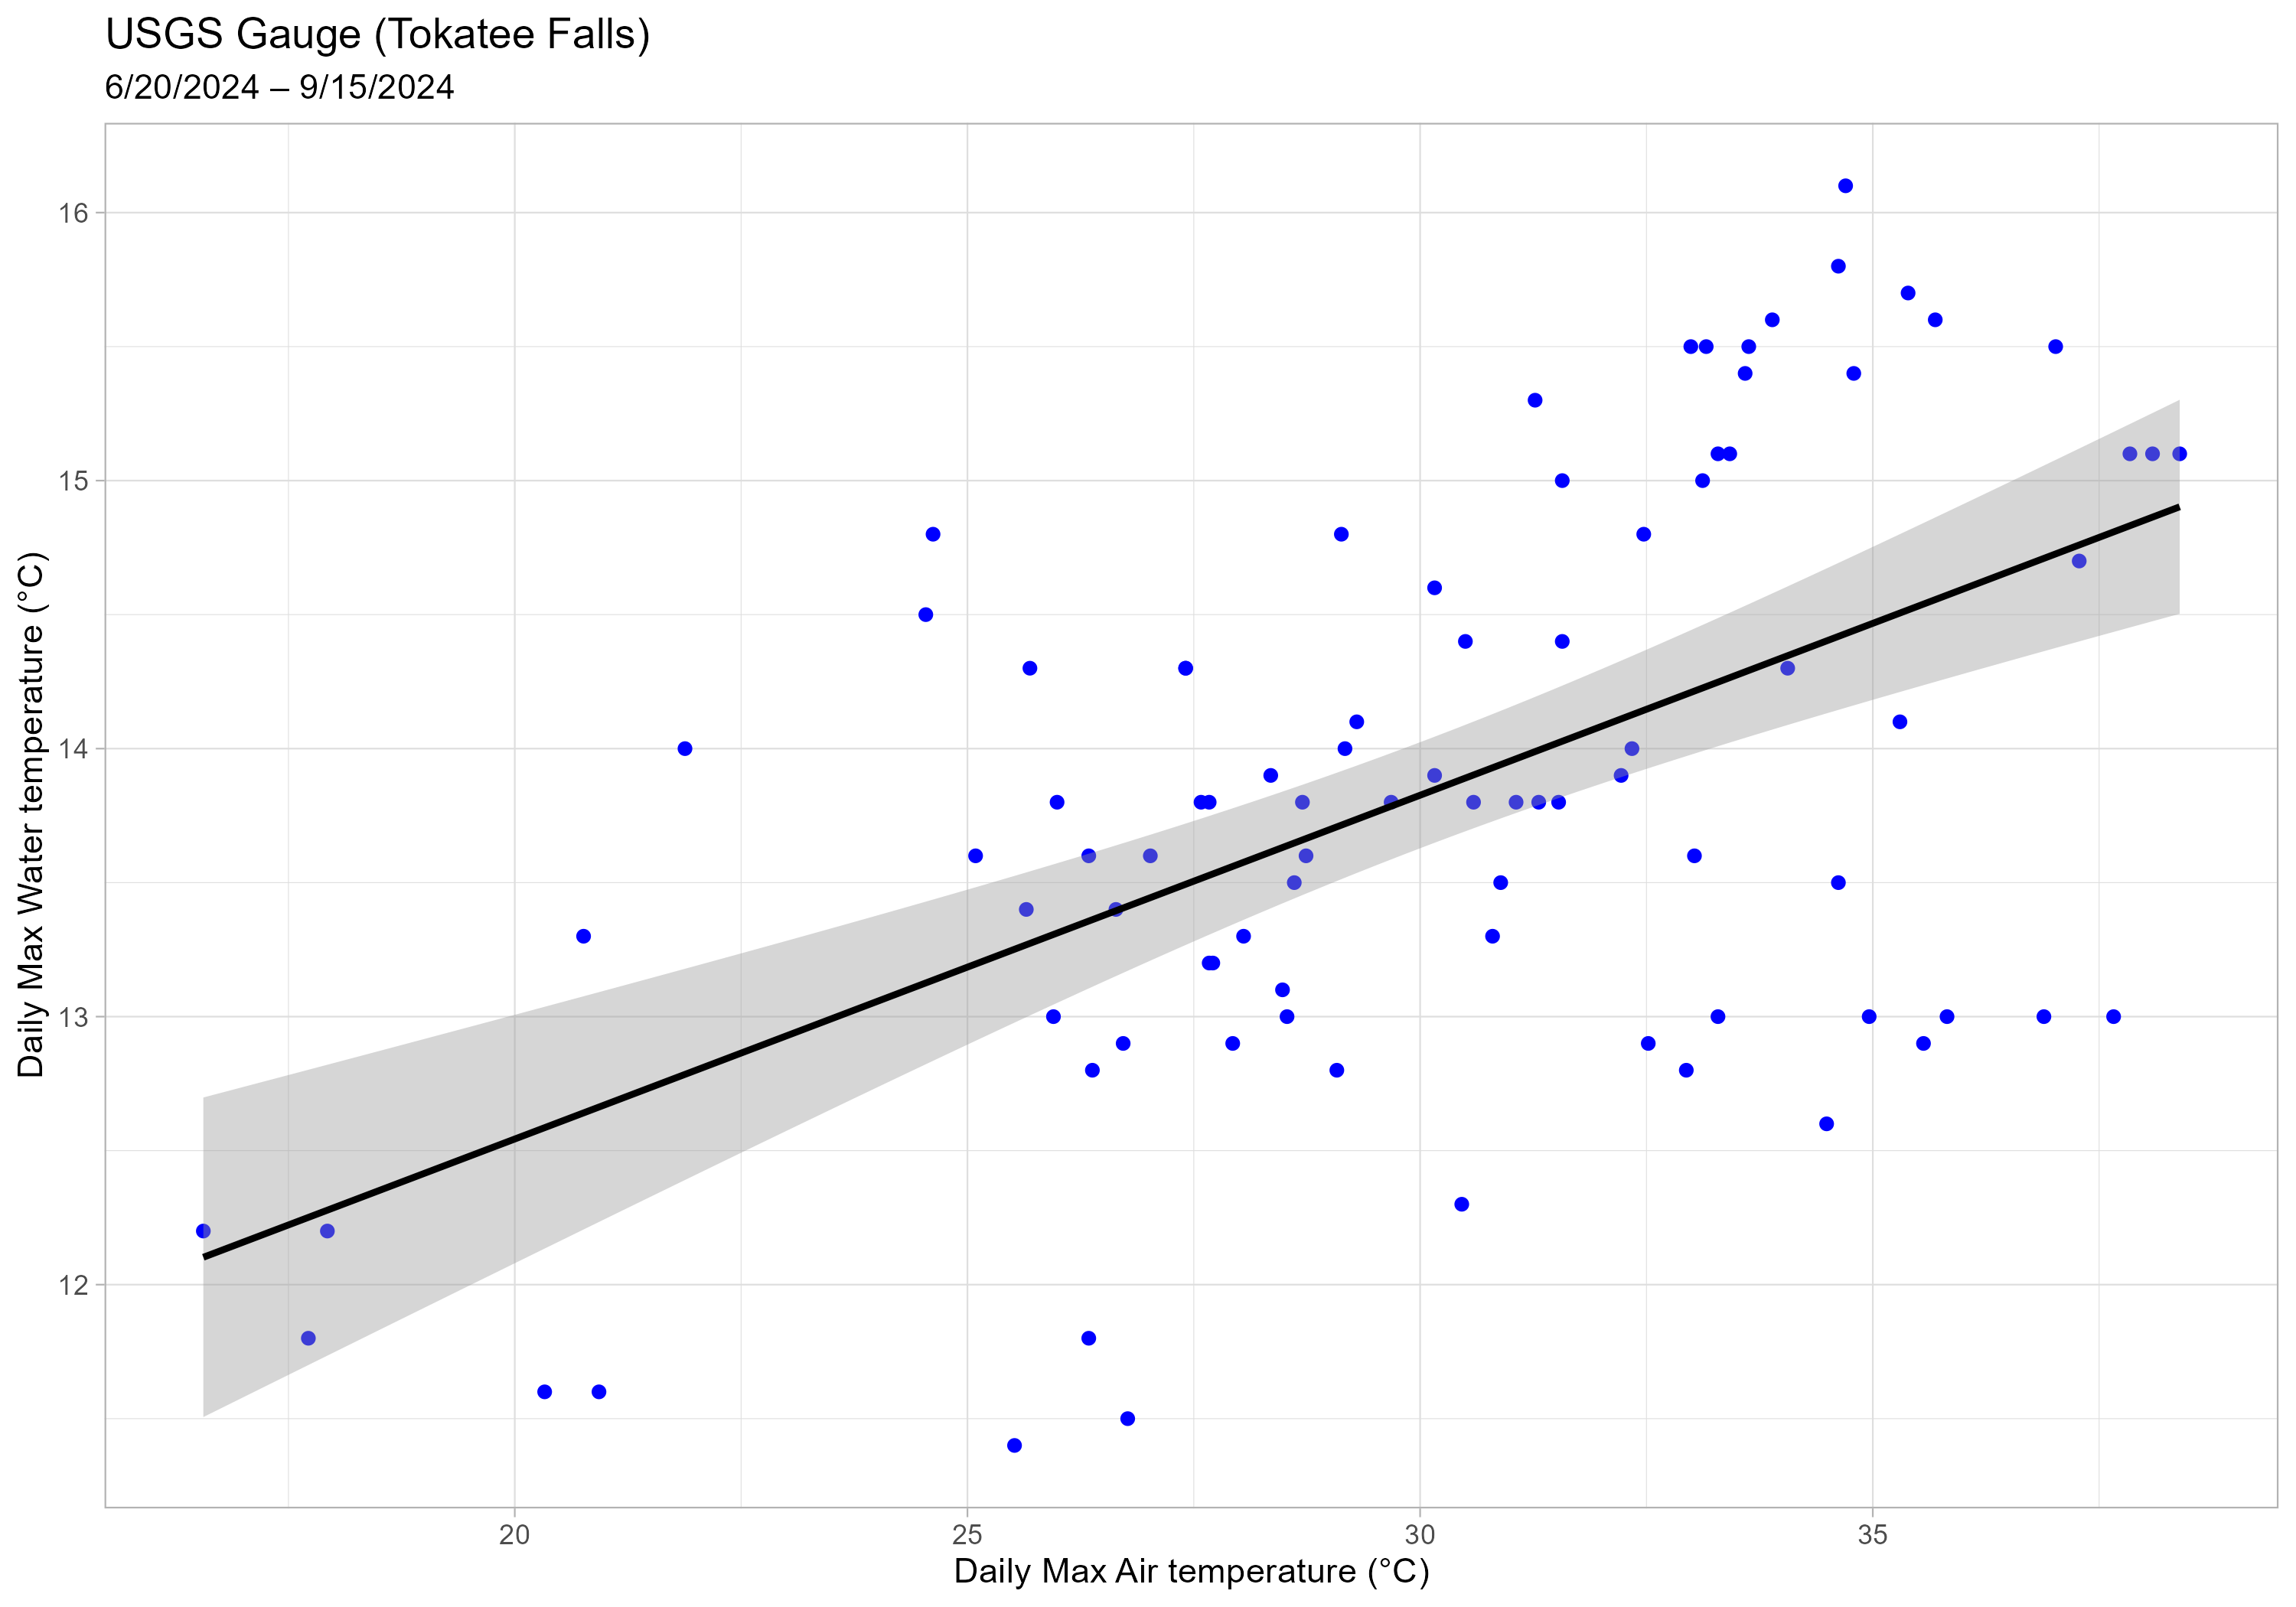 USGS Gauge (Tokatee Falls)
6/20/2024 – 9/15/2024
Daily Max Water temperature (°C)
16
15
14
13
12
20 25 30 35
Daily Max Air temperature (°C)